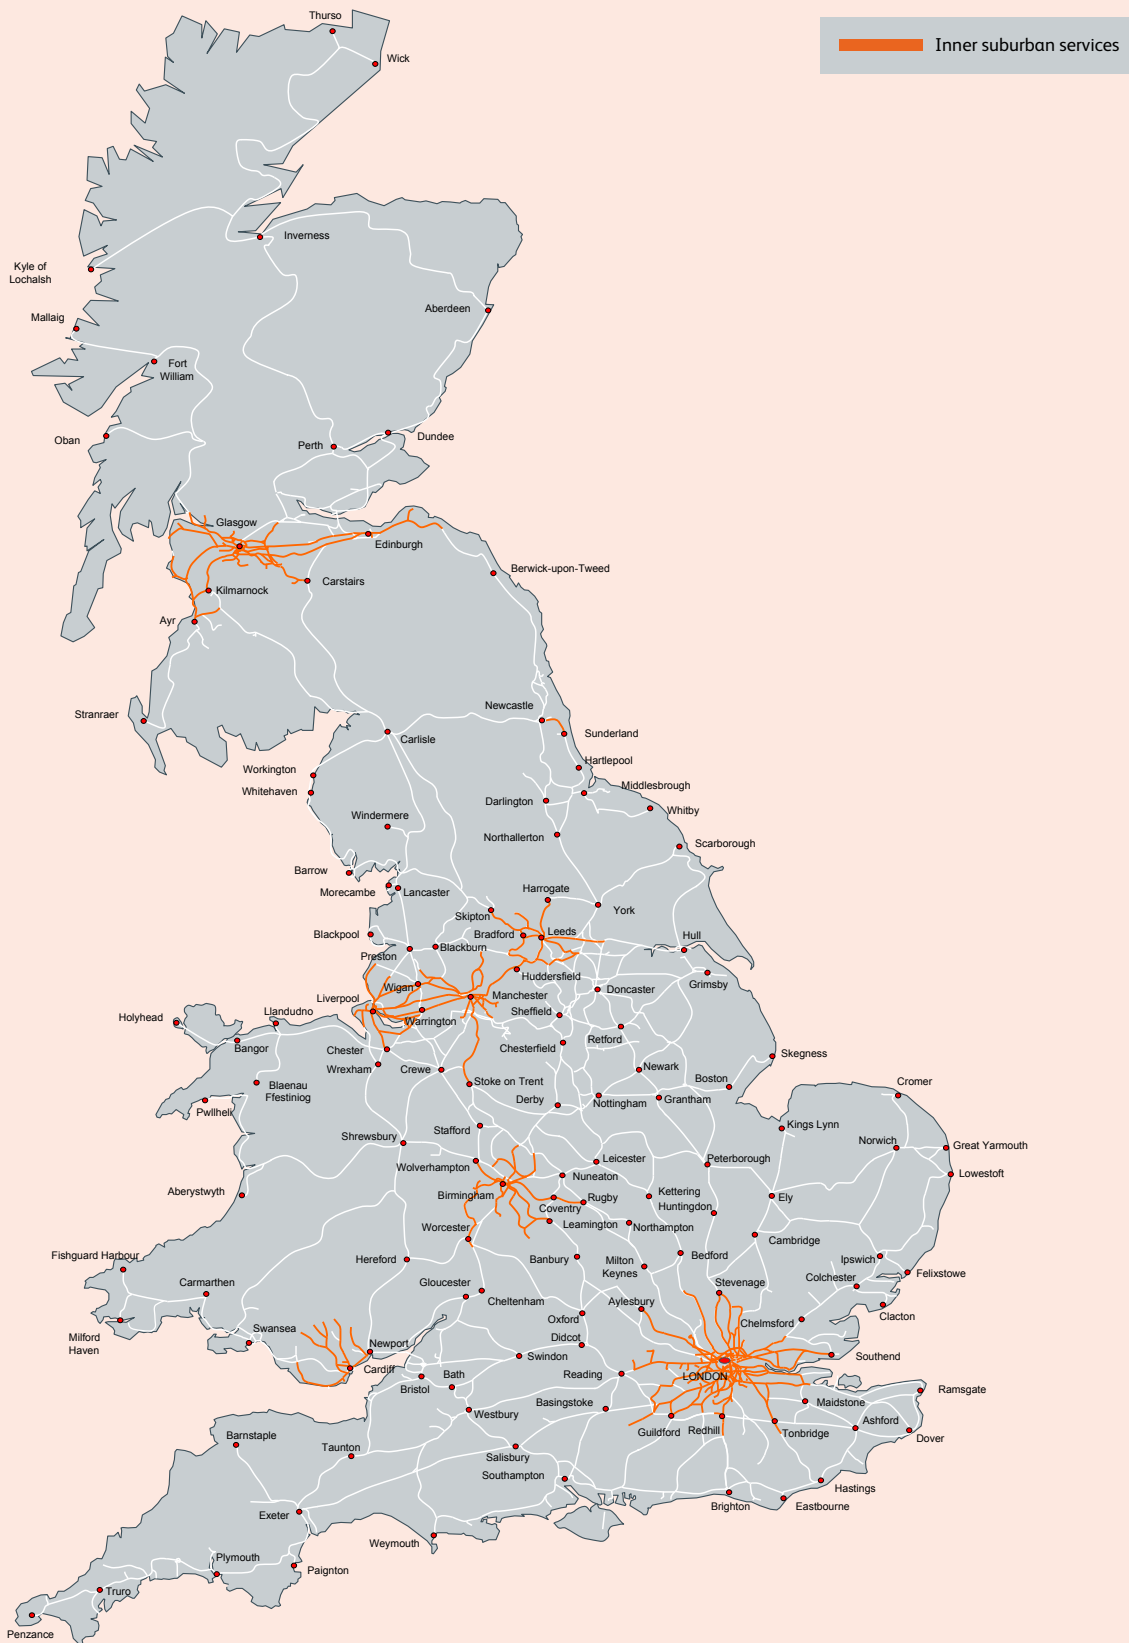 Thurso
Inner suburban services
Wick
Inverness
Kyle of
Lochalsh
Aberdeen
Mallaig
Fort
William
Oban
Dundee
Perth
Glasgow
Edinburgh
Berwick-upon-Tweed
Carstairs
Kilmarnock
Ayr
Newcastle
Stranraer
Sunderland
Carlisle
Hartlepool
Workington
Middlesbrough
Whitehaven
Darlington
Whitby
Windermere
Northallerton
Scarborough
Barrow
Harrogate
Morecambe
Lancaster
York
Skipton
Blackpool
Bradford
Leeds
Hull
Blackburn
Preston
Huddersfield
Grimsby
Wigan
Doncaster
Manchester
Liverpool
Llandudno
Sheffield
Holyhead
Warrington
Retford
Bangor
Chester
Chesterfield
Skegness
Wrexham
Crewe
Newark
Boston
Blaenau
Ffestiniog
Stoke on Trent
Cromer
Derby
Nottingham
Grantham
Pwllheli
Kings Lynn
Stafford
Shrewsbury
Norwich
Great Yarmouth
Leicester
Peterborough
Wolverhampton
Nuneaton
Lowestoft
Aberystwyth
Birmingham
Kettering
Rugby
Ely
Coventry
Huntingdon
Worcester
Leamington
Northampton
Cambridge
Fishguard Harbour
Hereford
Banbury
Milton
Keynes
Bedford
Ipswich
Felixstowe
Carmarthen
Gloucester
Stevenage
Colchester
Cheltenham
Aylesbury
Clacton
Oxford
Chelmsford
Swansea
Milford
Haven
Didcot
Newport
Swindon
Southend
Cardiff
Reading
LONDON
Bath
Bristol
Ramsgate
Basingstoke
Maidstone
Westbury
Ashford
Guildford
Redhill
Tonbridge
Dover
Barnstaple
Taunton
Salisbury
Southampton
Hastings
Brighton
Eastbourne
Exeter
Weymouth
Plymouth
Paignton
Truro
Penzance